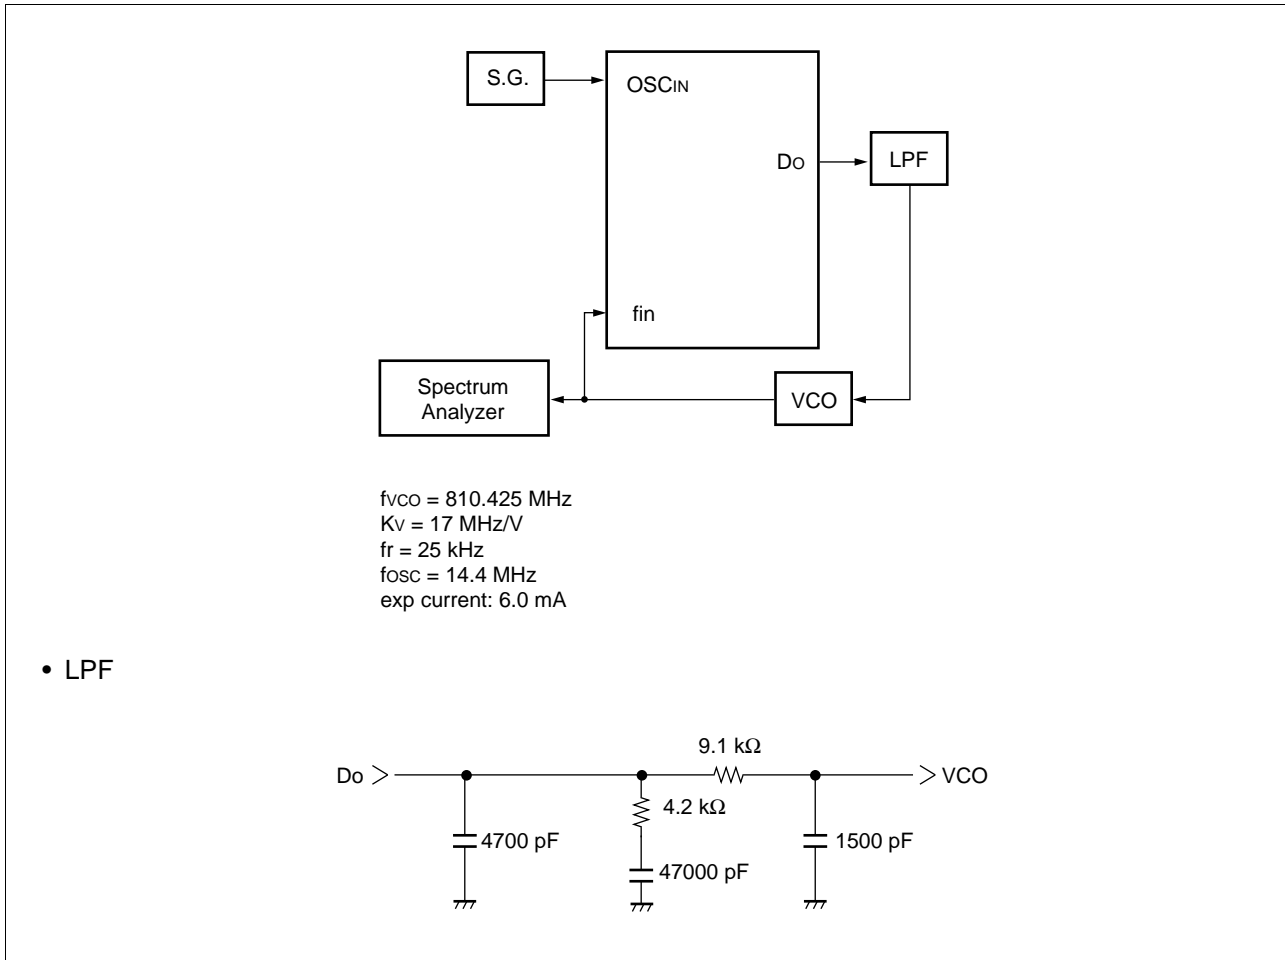 S.G.
OSCIN
Do
LPF
fin
Spectrum
Analyzer
VCO
fVCO = 810.425 MHz
KV = 17 MHz/V
fr = 25 kHz
fOSC = 14.4 MHz
exp current: 6.0 mA
• LPF
9.1 kΩ
Do
VCO
4.2 kΩ
4700 pF
1500 pF
47000 pF